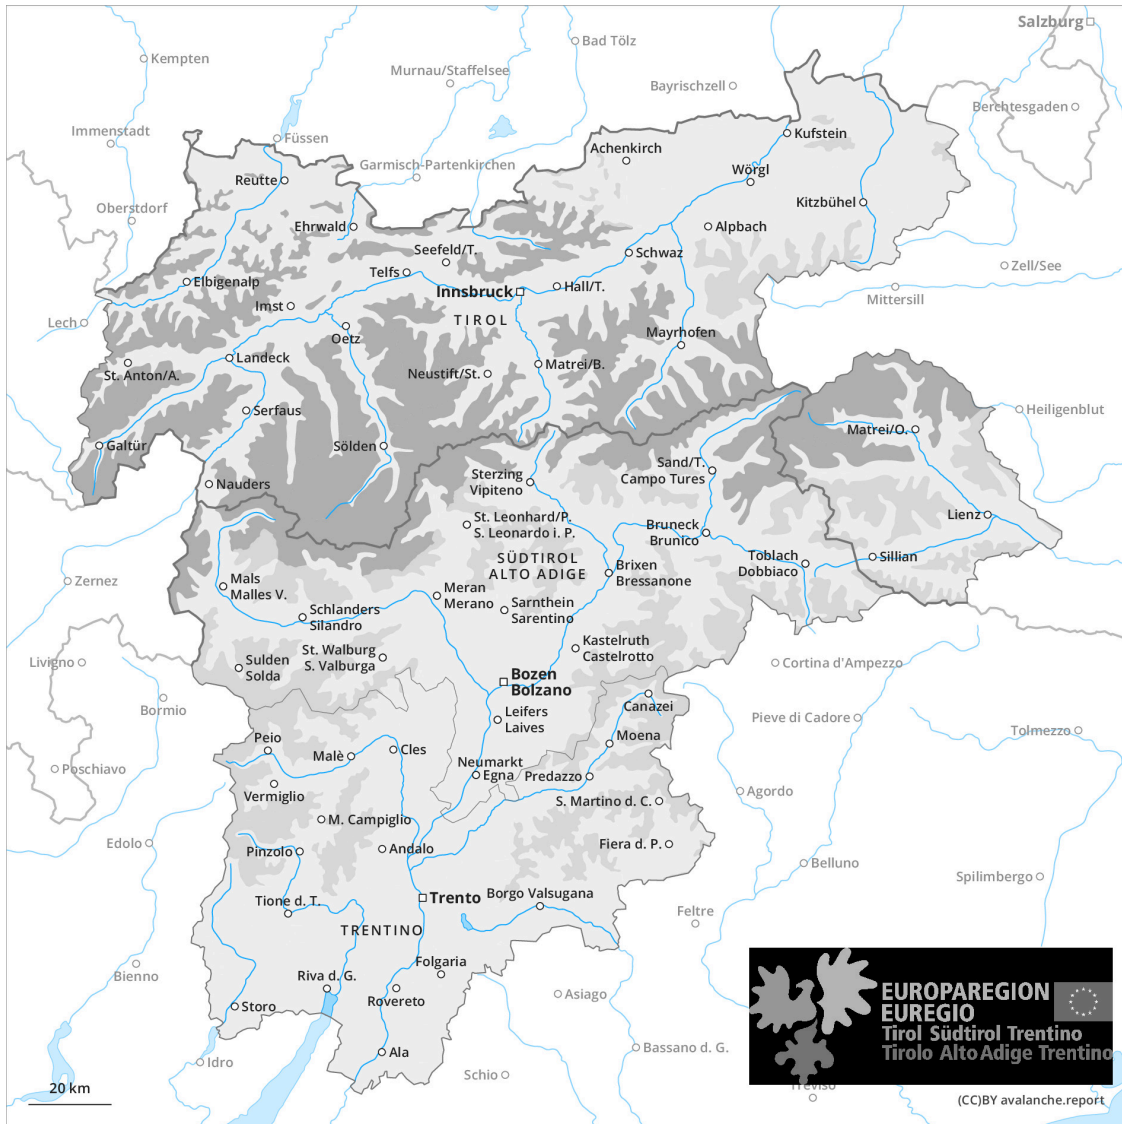 Salzburg
Bad Tölz
Kempten
Murnau/Staffelsee
Bayrischzell
Berchtesgaden
Immenstadt
Füssen
Kufstein
Achenkirch
Garmisch-Partenkirchen
Wörgl
Reutte
Kitzbühel
Oberstdorf
Ehrwald
Alpbach
Seefeld/T.
Schwaz
Zell/See
Telfs
Elbigenalp
Hall/T.
Innsbruck
Mittersill
Imst
TIROL
Lech
Mayrhofen
Oetz
Landeck
Matrei/B.
St. Anton/A.
Neustift/St.
Serfaus
Heiligenblut
Matrei/O.
Galtür
Sölden
Sand/T.
Campo Tures
Sterzing
Vipiteno
Nauders
Lienz
St. Leonhard/P.
S. Leonardo i. P.
Bruneck
Brunico
SÜDTIROL
ALTO ADIGE
Toblach
Dobbiaco
Sillian
Brixen
Bressanone
Zernez
Mals
Malles V.
Meran
Merano
Sarnthein
Sarentino
Schlanders
Silandro
Kastelruth
Castelrotto
St. Walburg
S. Valburga
Livigno
Sulden
Solda
Cortina d'Ampezzo
Bozen
Bolzano
Canazei
Bormio
Leifers
Laives
Pieve di Cadore
Tolmezzo
Moena
Peio
Cles
Malè
Neumarkt
Egna
Predazzo
Poschiavo
Vermiglio
Agordo
S. Martino d. C.
M. Campiglio
Edolo
Fiera d. P.
Pinzolo
Andalo
Belluno
Spilimbergo
Borgo Valsugana
Trento
Tione d. T.
Feltre
TRENTINO
Folgaria
Bienno
Riva d. G.
Rovereto
Asiago
Storo
EUROPAREGION
EUREGIO
Tirol Südtirol Trentino
Tirolo Alto Adige Trentino
Ala
Bassano d. G.
Idro
Schio
Treviso
20 km
(CC)BY avalanche.report